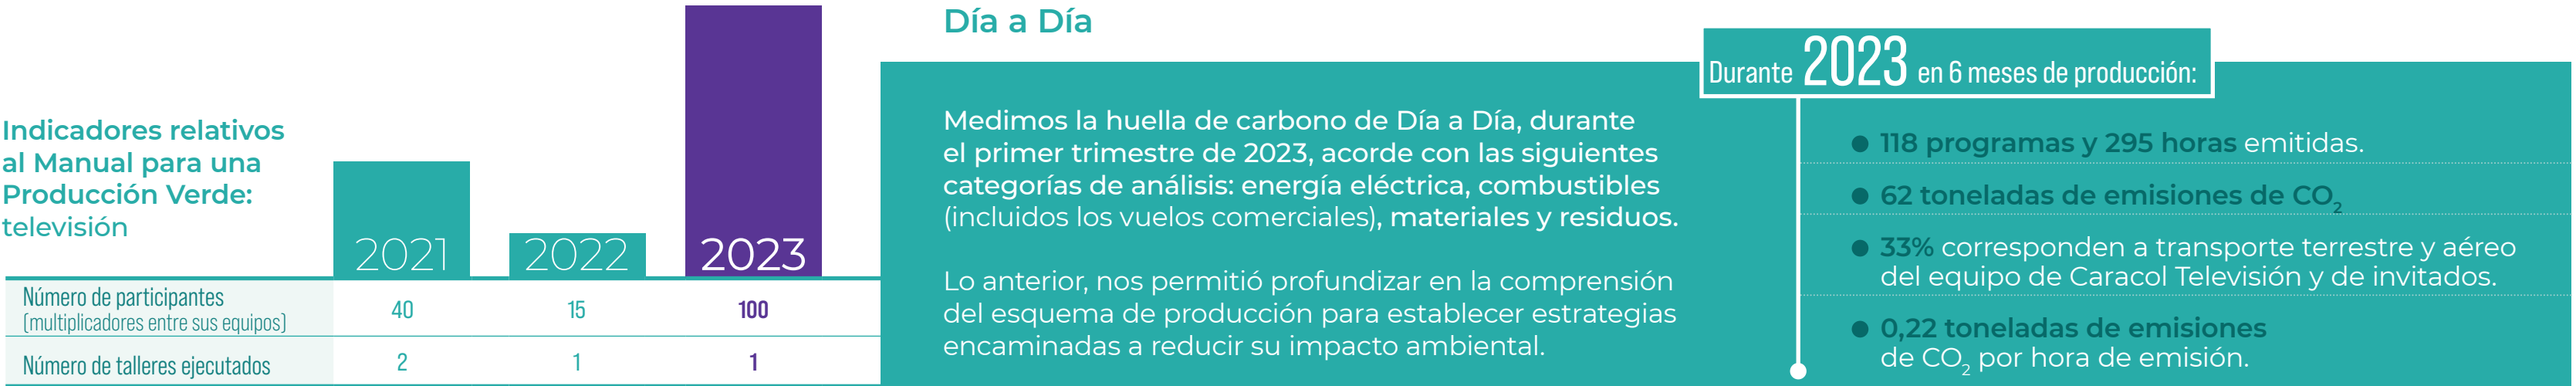 Indicadores relativos
al Manual para una
Producción Verde:
televisión
2021
2022
2023
Número de participantes
(multiplicadores entre sus equipos)
40
15
100
Número de talleres ejecutados
2
1
1
Día a Día
Medimos la huella de carbono de Día a Día, durante
el primer trimestre de 2023, acorde con las siguientes
categorías de análisis: energía eléctrica, combustibles
(incluidos los vuelos comerciales), materiales y residuos.
Lo anterior, nos permitió profundizar en la comprensión
del esquema de producción para establecer estrategias
encaminadas a reducir su impacto ambiental.
Durante 2023 en 6 meses de producción:
● 118 programas y 295 horas emitidas.
● 62 toneladas de emisiones de CO₂
● 33% corresponden a transporte terrestre y aéreo
del equipo de Caracol Televisión y de invitados.
● 0,22 toneladas de emisiones
de CO₂ por hora de emisión.